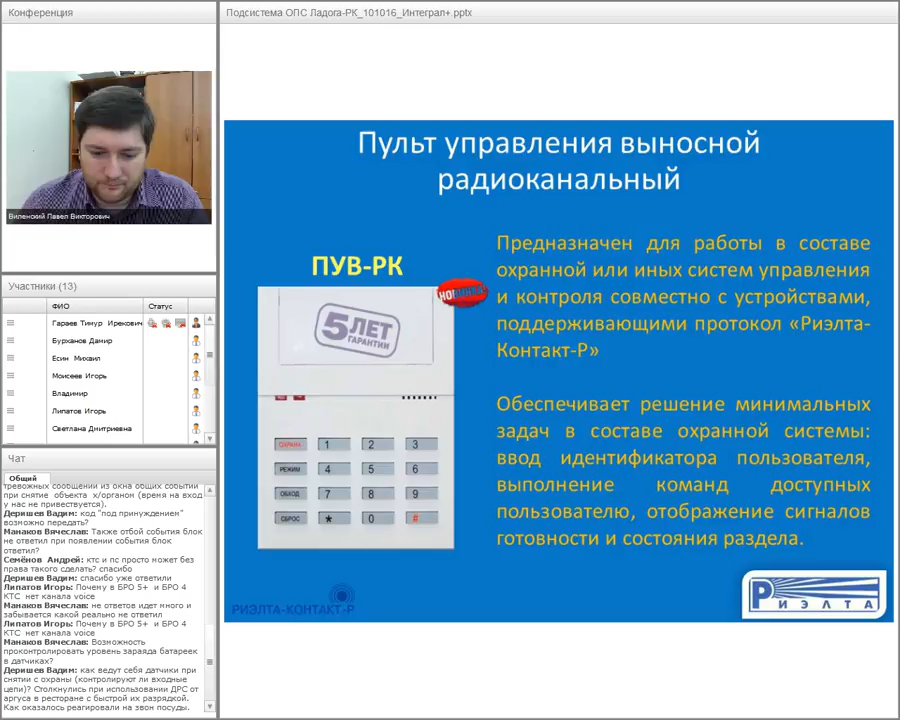 Конференция
Виленский Павел Викторович
Участники (13)
ФИО Статус
Гараев Тимур Ирекович
Бурханов Дамир
Есин Михаил
Моисеев Игорь
Владимир
Липатов Игорь
Светлана Дмитриевна
Чат
Общий
тревожных сообщений из окна общих событий
при снятие объекта х/органом (время на вход
у нас не приветствуется).
Деришев Вадим: код "под принуждением"
возможно передать?
Манаков Вячеслав: Также отбой события блок
не ответил при появлении события блок
ответил?
Семёнов Андрей: ктс и пс просто может без
права такого сделать? спасибо
Деришев Вадим: спасибо уже ответили
Липатов Игорь: Почему в БРО 5+ и БРО 4
КТС нет канала voice
Манаков Вячеслав: не ответов идет много и
забывается какой реально не ответил
Липатов Игорь: Почему в БРО 5+ и БРО 4
КТС нет канала voice
Манаков Вячеслав: Возможность
проконтролировать уровень зараяда батареек
в датчиках?
Деришев Вадим: как ведут себя датчики при
снятии с охраны (контролируют ли входные
цепи)? Столкнулись при использовании ДРС от
аргуса в ресторане с быстрой их разрядкой.
Как оказалось реагировали на звон посуды.
Подсистема ОПС Ладога-РК_101016_Интеграл+.pptx
Пульт управления выносной
радиоканальный
ПУВ-РК
НОВИНКА
5 ЛЕТ
ГАРАНТИИ
ОХРАНА 1 2 3
РЕЖИМ 4 5 6
ОБХОД 7 8 9
СБРОС * 0 #
Предназначен для работы в составе
охранной или иных систем управления
и контроля совместно с устройствами,
поддерживающими протокол «Риэлта-
Контакт-Р»
Обеспечивает решение минимальных
задач в составе охранной системы:
ввод идентификатора пользователя,
выполнение команд доступных
пользователю, отображение сигналов
готовности и состояния раздела.
РИЭЛТА-КОНТАКТ-Р
РИЭЛТА